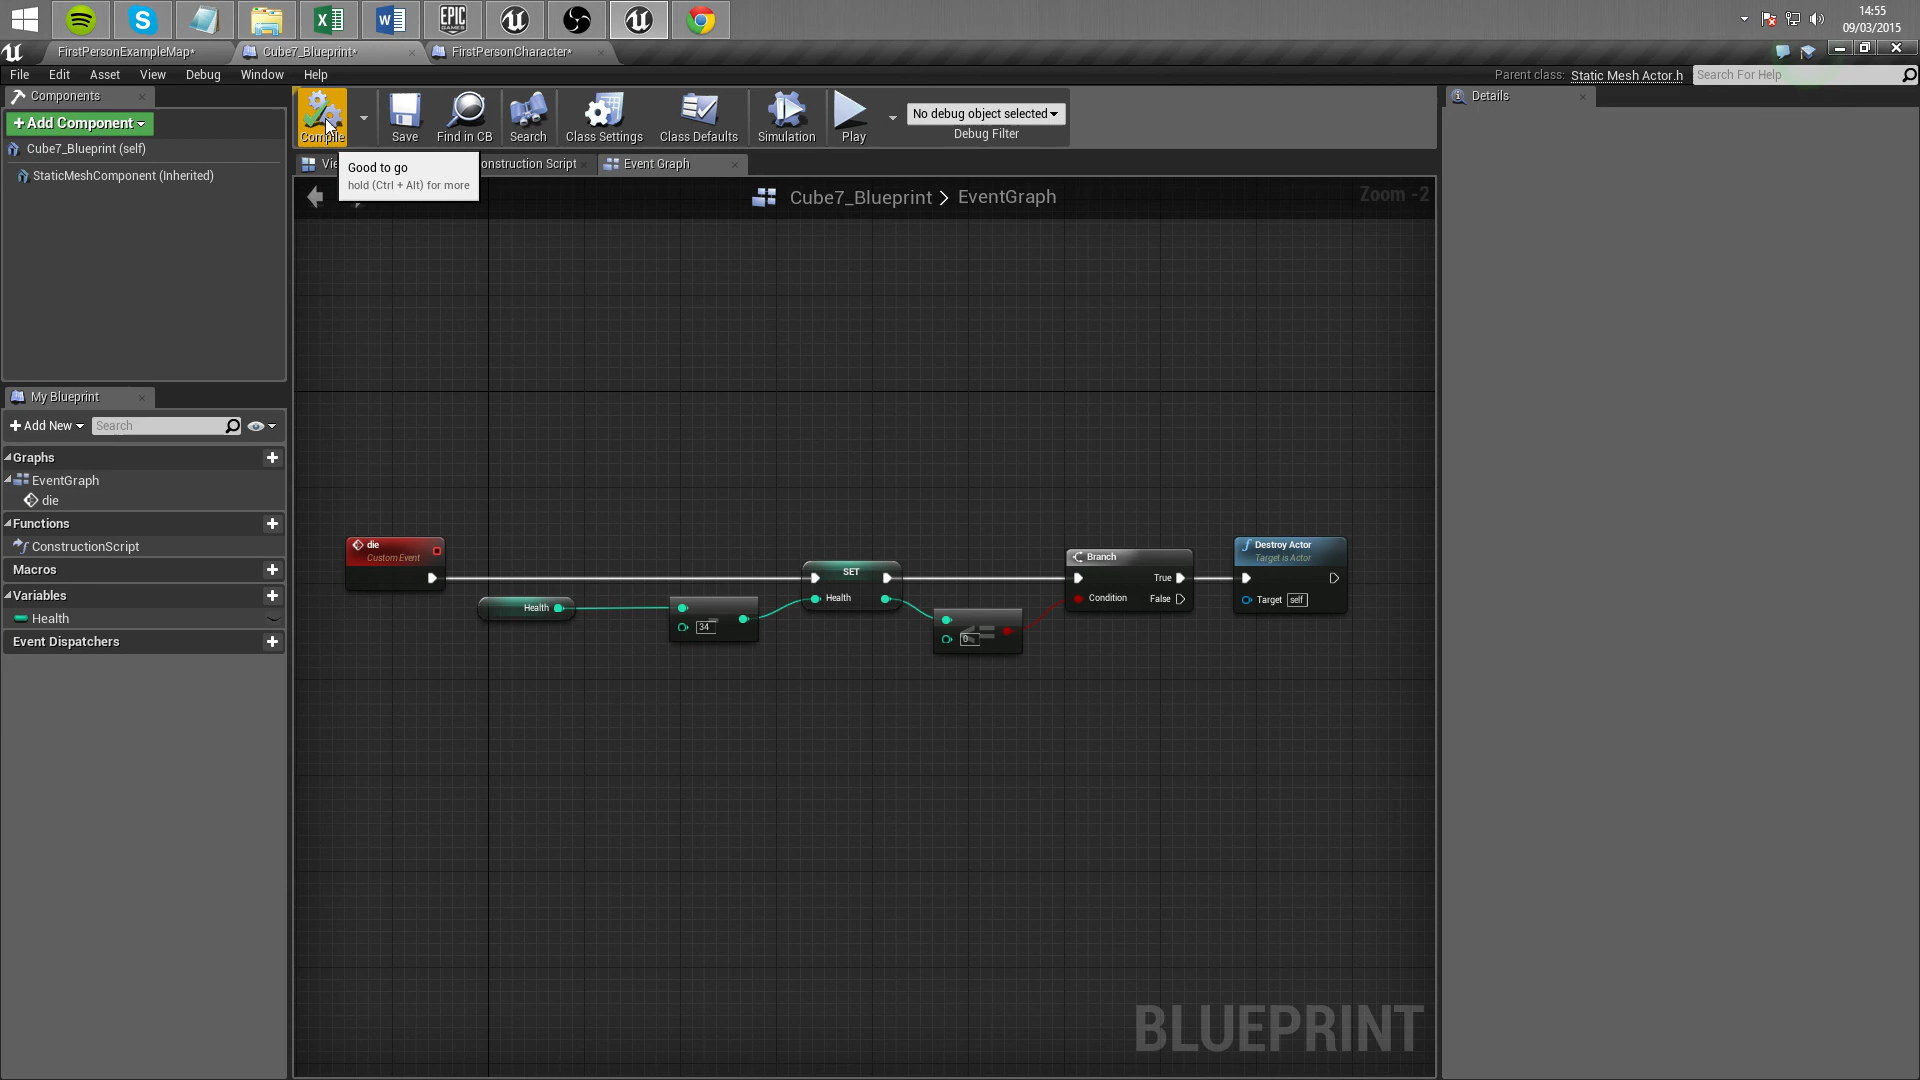 EPIC
GAMES
14:55
09/03/2015
FirstPersonExampleMap*
Cube7_Blueprint*
FirstPersonCharacter*
File Edit Asset View Debug Window Help
Parent class: Static Mesh Actor.h
Search For Help
Components
+ Add Component
Cube7_Blueprint (self)
StaticMeshComponent (Inherited)
Compile
Save
Find in CB
Search
Class Settings
Class Defaults
Simulation
Play
No debug object selected
Debug Filter
Details
Good to go
hold (Ctrl + Alt) for more
onstruction Script
Event Graph
Cube7_Blueprint > EventGraph
Zoom -2
My Blueprint
+ Add New
Search
Graphs
EventGraph
die
Functions
ConstructionScript
Macros
Variables
Health
Event Dispatchers
die
Custom Event
Health
34
SET
Health
<=
0
Branch
True
Condition
False
Destroy Actor
Target is Actor
Target self
BLUEPRINT